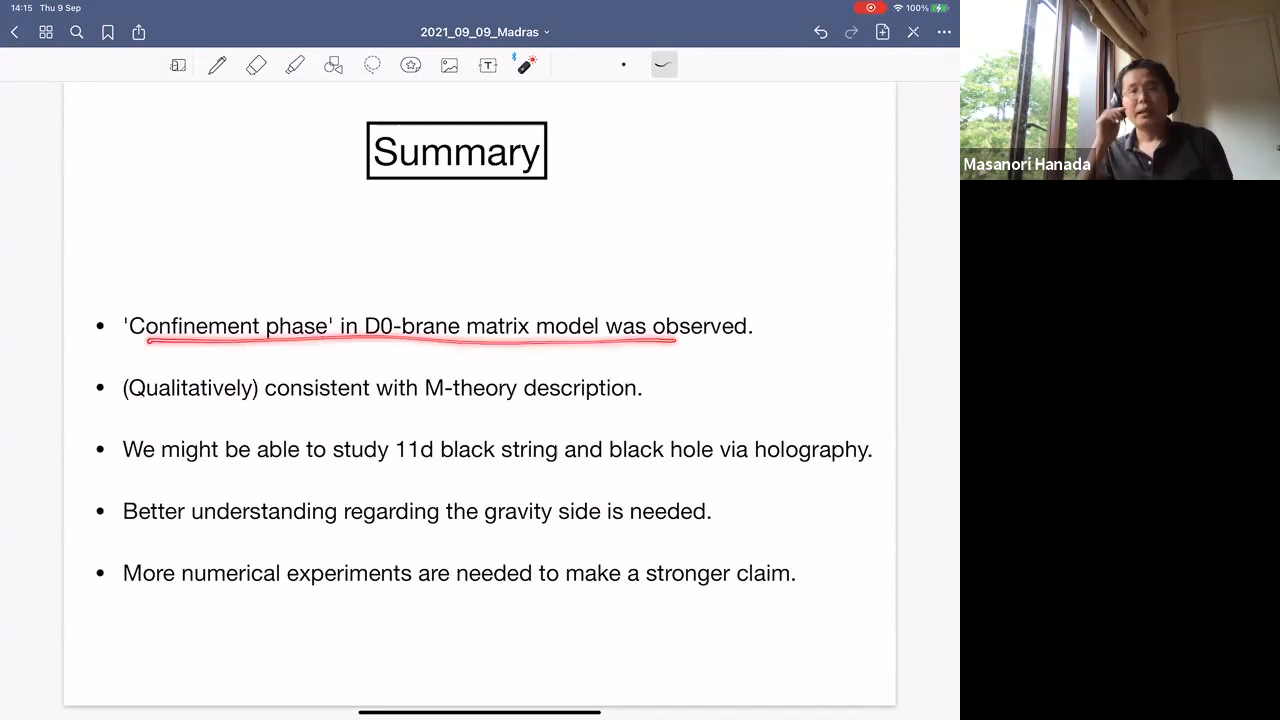 14:15 Thu 9 Sep
100%
2021_09_09_Madras
T
Summary
Masanori Hanada
• 'Confinement phase' in D0-brane matrix model was observed.
• (Qualitatively) consistent with M-theory description.
• We might be able to study 11d black string and black hole via holography.
• Better understanding regarding the gravity side is needed.
• More numerical experiments are needed to make a stronger claim.